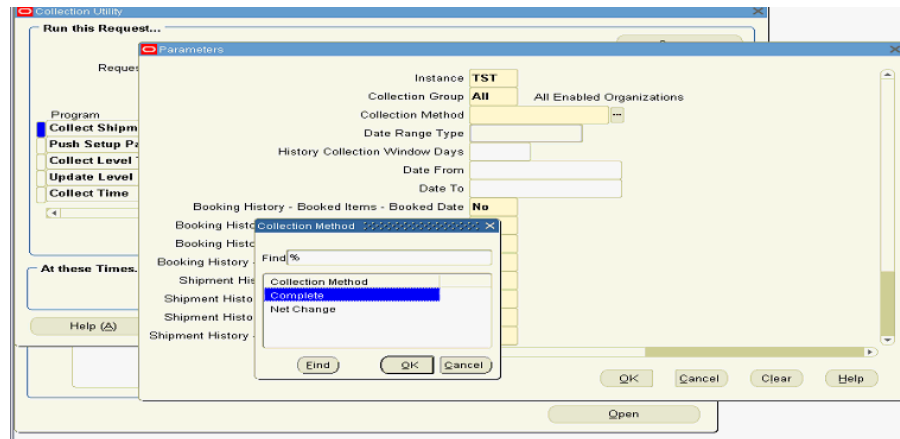 Collection Utility
Run this Request...
Parameters
Instance TST
Collection Group All All Enabled Organizations
Collection Method
Date Range Type
History Collection Window Days
Date From
Date To
Booking History - Booked Items - Booked Date No
Program
Collect Shipm
Push Setup Pa
Collect Level
Update Level
Collect Time
At these Times.
Help (A)
Collection Method
Find %
Collection Method
Complete
Net Change
Find OK Cancel
Booking Histo
Booking Histo
Booking History -
Shipment His
Shipment Histo
Shipment Histo
Shipment History -
OK Cancel Clear Help
Open